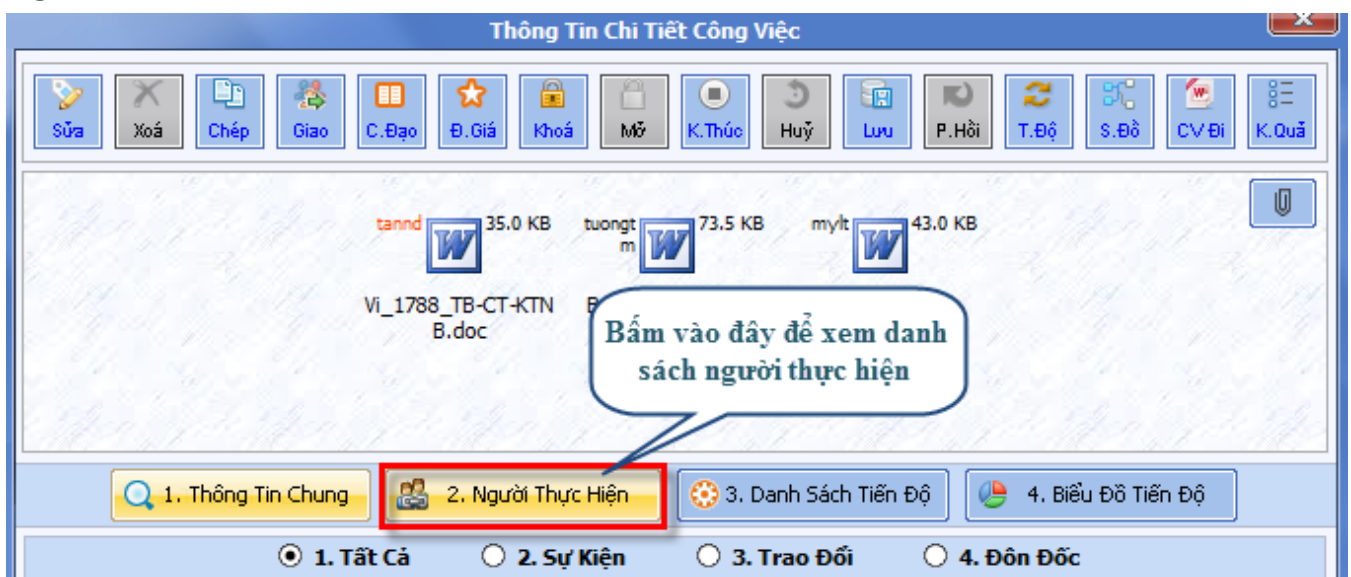 Thông Tin Chi Tiết Công Việc
Sửa Xoá Chép Giao C.Đạo Đ.Giá Khoá Mở K.Thúc Huỷ Lưu P.Hồi T.Độ S.Đồ CV Đi K.Quả
tannd 35.0 KB tuongt 73.5 KB mylt 43.0 KB
m
Vi_1788_TB-CT-KTN
B.doc
Bấm vào đây để xem danh
sách người thực hiện
1. Thông Tin Chung 2. Người Thực Hiện 3. Danh Sách Tiến Độ 4. Biểu Đồ Tiến Độ
1. Tất Cả 2. Sự Kiện 3. Trao Đổi 4. Đôn Đốc